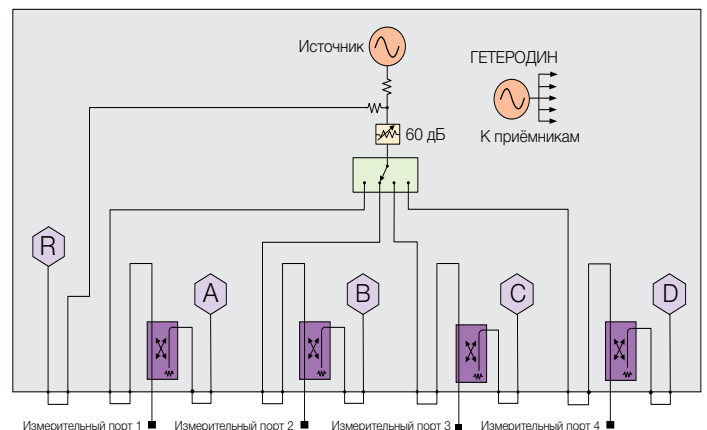 Источник
ГЕТЕРОДИН
60 дБ
К приёмникам
R
A
B
C
D
Измерительный порт 1
Измерительный порт 2
Измерительный порт 3
Измерительный порт 4